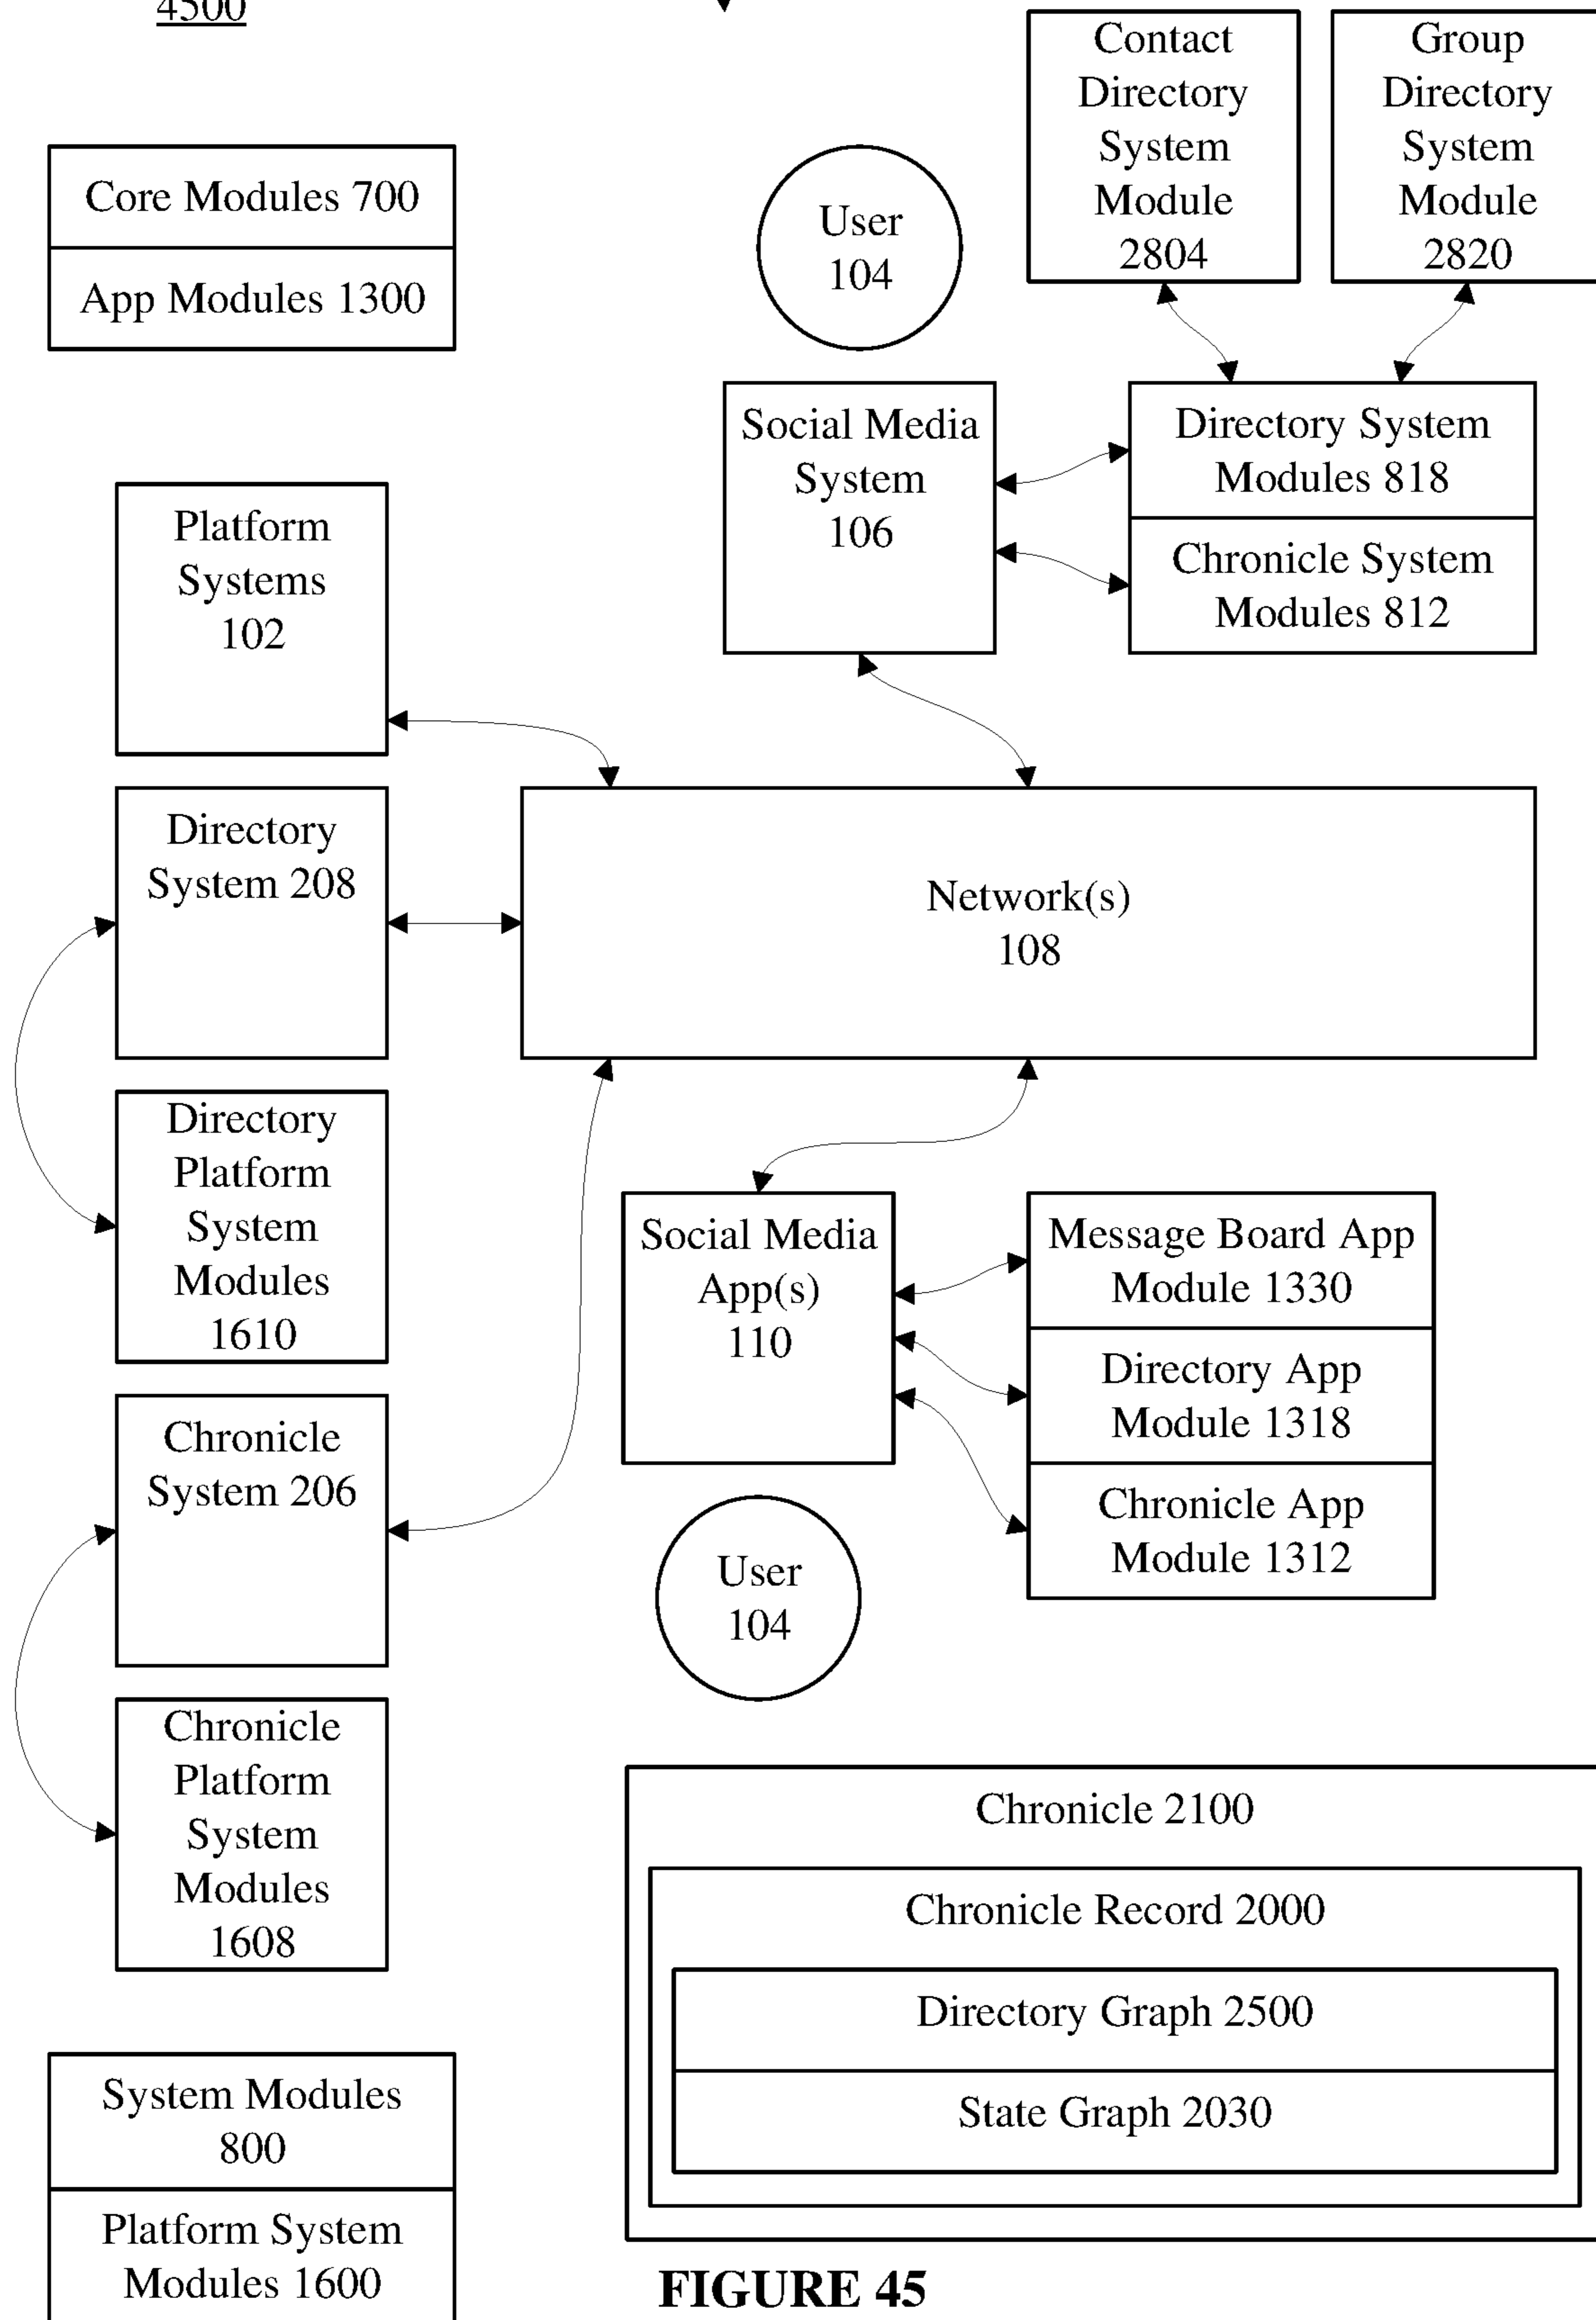 4500
Contact
Directory
System
Module
2804
Group
Directory
System
Module
2820
Core Modules 700
App Modules 1300
User
104
Social Media
System
106
Directory System
Modules 818
Chronicle System
Modules 812
Platform
Systems
102
Directory
System 208
Network(s)
108
Directory
Platform
System
Modules
1610
Social Media
App(s)
110
Message Board App
Module 1330
Directory App
Module 1318
Chronicle App
Module 1312
Chronicle
System 206
User
104
Chronicle
Platform
System
Modules
1608
Chronicle 2100
Chronicle Record 2000
Directory Graph 2500
State Graph 2030
System Modules
800
Platform System
Modules 1600
FIGURE 45